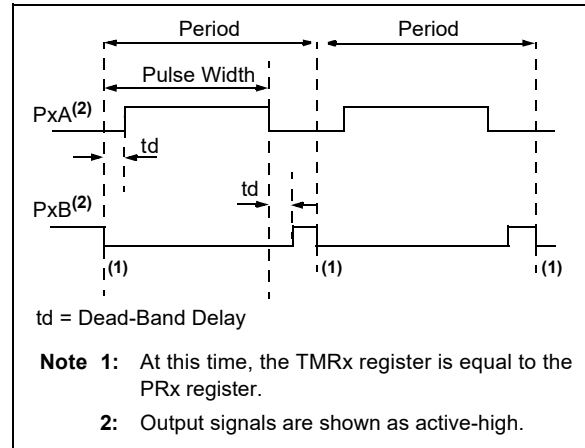 Period Period
Pulse Width
PxA(2)
td
td
PxB(2)
(1) (1) (1)
td = Dead-Band Delay
Note 1: At this time, the TMRx register is equal to the
PRx register.
2: Output signals are shown as active-high.